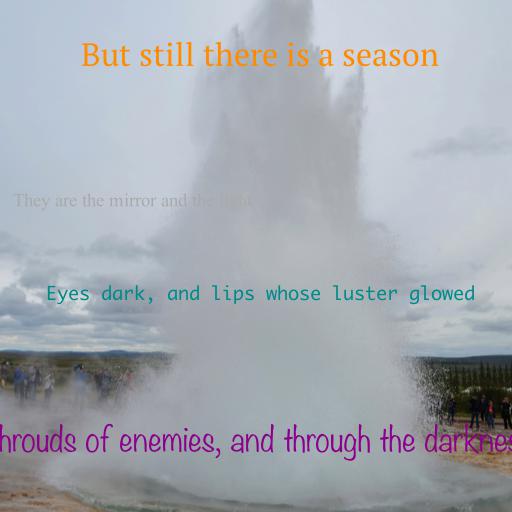 But still there is a season
They are the mirror and the light
Eyes dark, and lips whose luster glowed
hrouds of enemies, and through the darknes